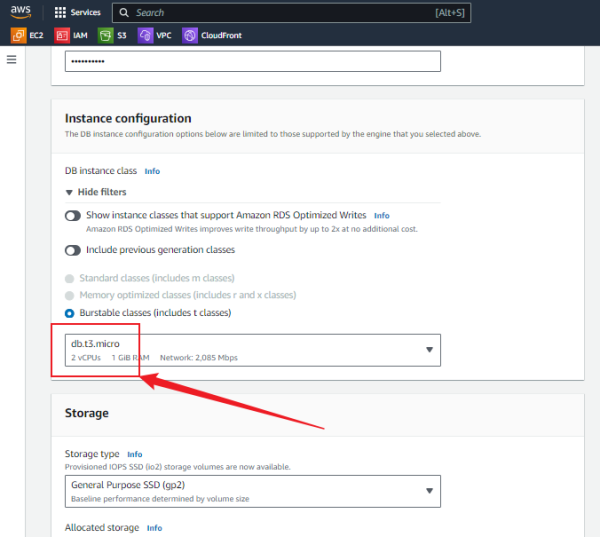 aws
Services
Search
[Alt+S]
EC2 IAM S3 VPC CloudFront
••••••••••
Instance configuration
The DB instance configuration options below are limited to those supported by the engine that you selected above.
DB instance class Info
Hide filters
Show instance classes that support Amazon RDS Optimized Writes Info
Amazon RDS Optimized Writes improves write throughput by up to 2x at no additional cost.
Include previous generation classes
Standard classes (includes m classes)
Memory optimized classes (includes r and x classes)
Burstable classes (includes t classes)
db.t3.micro
2 vCPUs 1 GiB RAM Network: 2,085 Mbps
Storage
Storage type Info
Provisioned IOPS SSD (io2) storage volumes are now available.
General Purpose SSD (gp2)
Baseline performance determined by volume size
Allocated storage Info